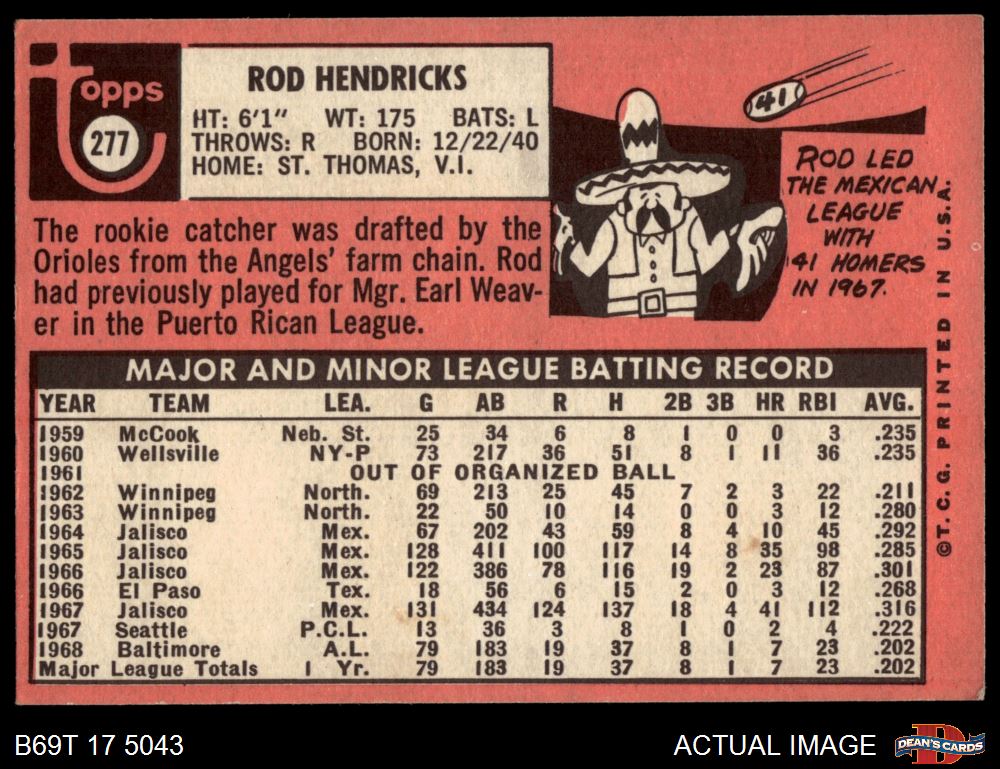 topps
277
ROD HENDRICKS
HT: 6'1" WT: 175 BATS: L
THROWS: R BORN: 12/22/40
HOME: ST. THOMAS, V.I.
The rookie catcher was drafted by the
Orioles from the Angels' farm chain. Rod
had previously played for Mgr. Earl Weav-
er in the Puerto Rican League.
41
ROD LED
THE MEXICAN
LEAGUE
WITH
41 HOMERS
IN 1967.
MAJOR AND MINOR LEAGUE BATTING RECORD
YEAR TEAM LEA. G AB R H 2B 3B HR RBI AVG.
1959 McCook Neb. St. 25 34 6 8 1 0 0 3 .235
1960 Wellsville NY-P 73 217 36 51 8 1 11 36 .235
1961 OUT OF ORGANIZED BALL
1962 Winnipeg North. 69 213 25 45 7 2 3 22 .211
1963 Winnipeg North. 22 50 10 14 0 0 3 12 .280
1964 Jalisco Mex. 67 202 43 59 8 4 10 45 .292
1965 Jalisco Mex. 128 411 100 117 14 8 35 98 .285
1966 Jalisco Mex. 122 386 78 116 19 2 23 87 .301
1966 El Paso Tex. 18 56 6 15 2 0 3 12 .268
1967 Jalisco Mex. 131 434 124 137 18 4 41 112 .316
1967 Seattle P.C.L. 13 36 3 8 1 0 2 4 .222
1968 Baltimore A.L. 79 183 19 37 8 1 7 23 .202
Major League Totals 1 Yr. 79 183 19 37 8 1 7 23 .202
©T. C. G. PRINTED IN U.S.A.
B69T 17 5043
ACTUAL IMAGE
D
DEAN'S CARDS